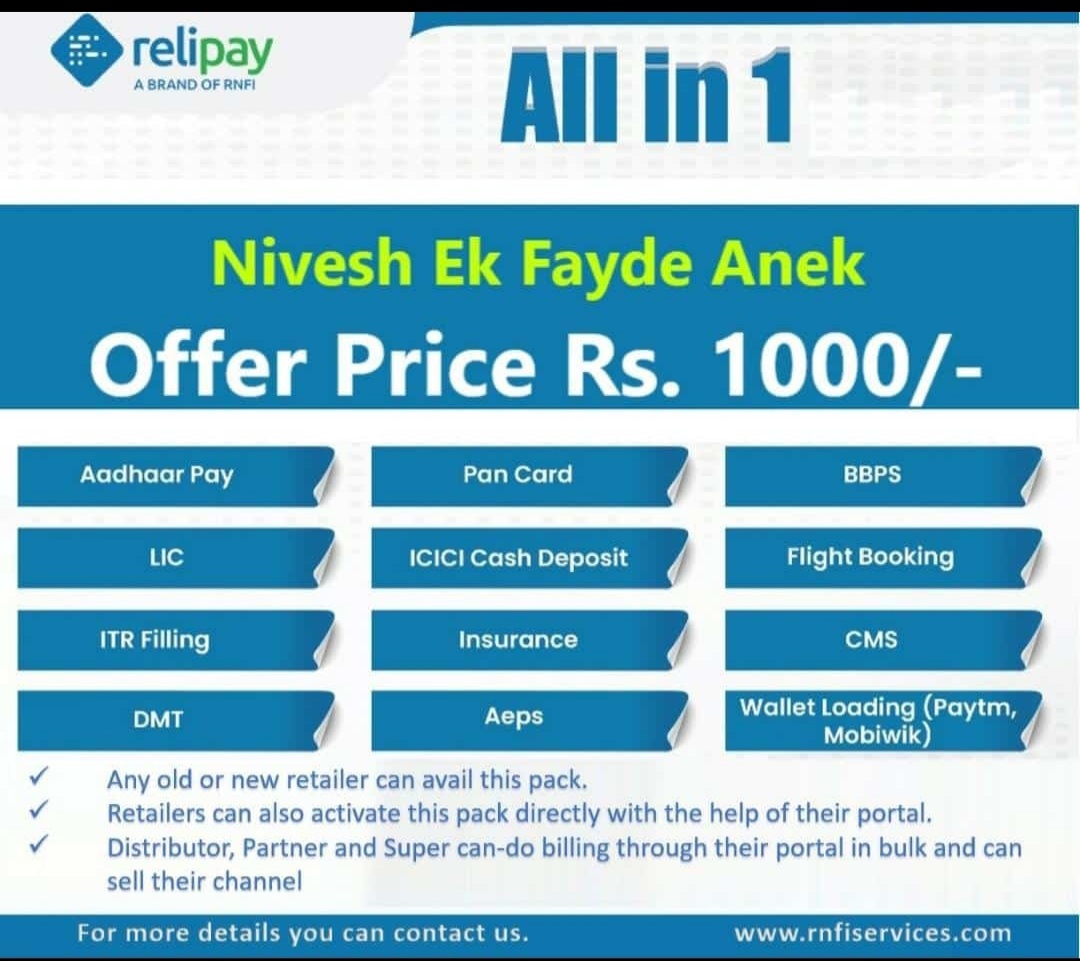 relipay
A BRAND OF RNFI
All in 1
Nivesh Ek Fayde Anek
Offer Price Rs. 1000/-
Aadhaar Pay
Pan Card
BBPS
LIC
ICICI Cash Deposit
Flight Booking
ITR Filling
Insurance
CMS
DMT
Aeps
Wallet Loading (Paytm,
Mobiwik)
✓ Any old or new retailer can avail this pack.
✓ Retailers can also activate this pack directly with the help of their portal.
✓ Distributor, Partner and Super can-do billing through their portal in bulk and can
sell their channel
For more details you can contact us.
www.rnfiservices.com